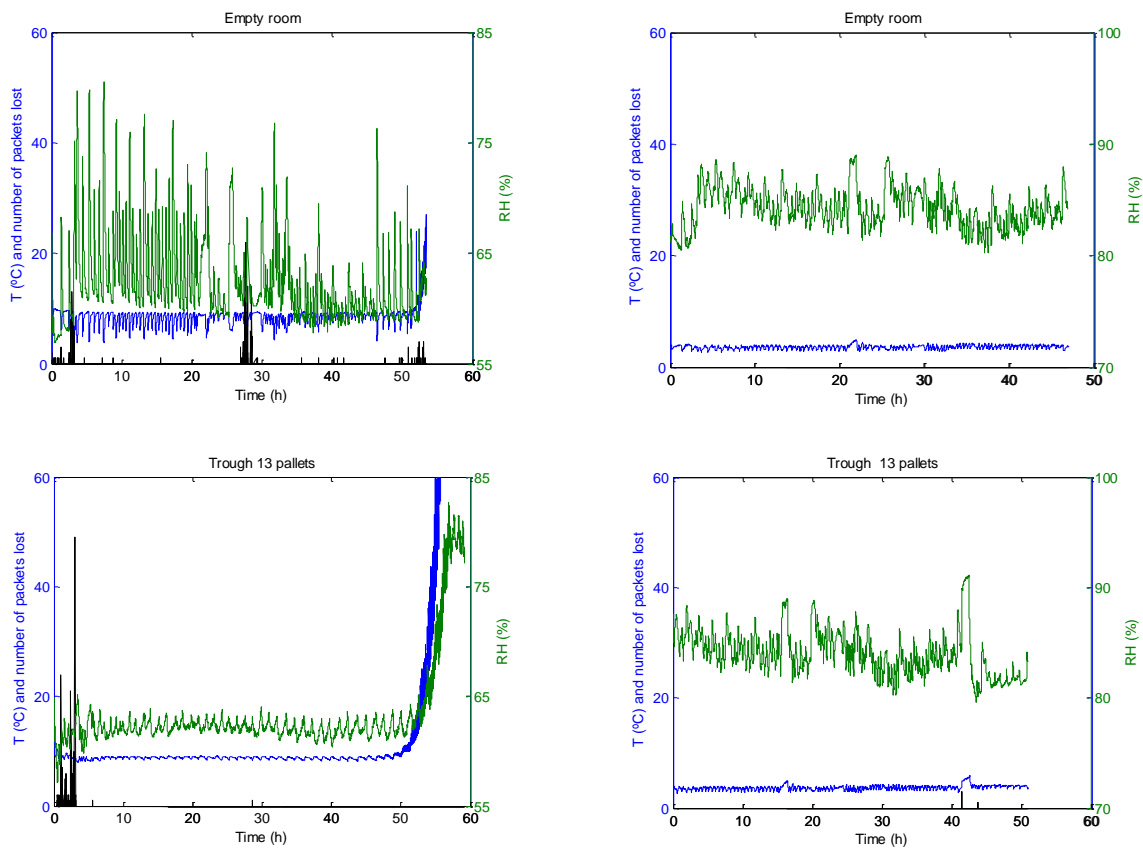 Empty room
60
40
20
0
T (ºC) and number of packets lost
85
75
65
55
RH (%)
0 10 20 30 40 50 60
Time (h)
Empty room
60
40
20
0
T (ºC) and number of packets lost
100
90
80
70
RH (%)
0 10 20 30 40 50
Time (h)
Trough 13 pallets
60
40
20
0
T (ºC) and number of packets lost
85
75
65
55
RH (%)
0 10 20 30 40 50 60
Time (h)
Trough 13 pallets
60
40
20
0
T (ºC) and number of packets lost
100
90
80
70
RH (%)
0 10 20 30 40 50 60
Time (h)